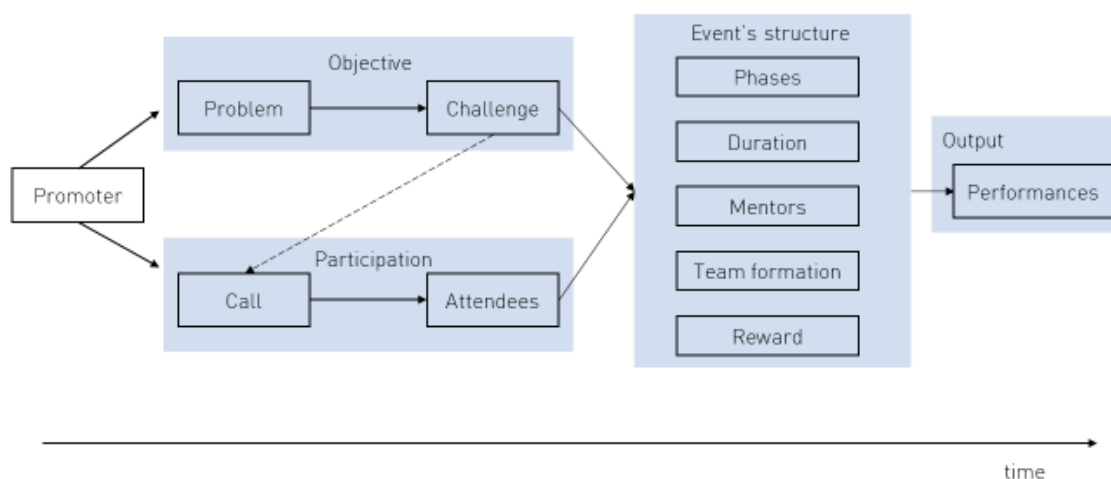 Event's structure
Objective
Phases
Problem
Challenge
Duration
Output
Promoter
Mentors
Performances
Participation
Team formation
Call
Attendees
Reward
time